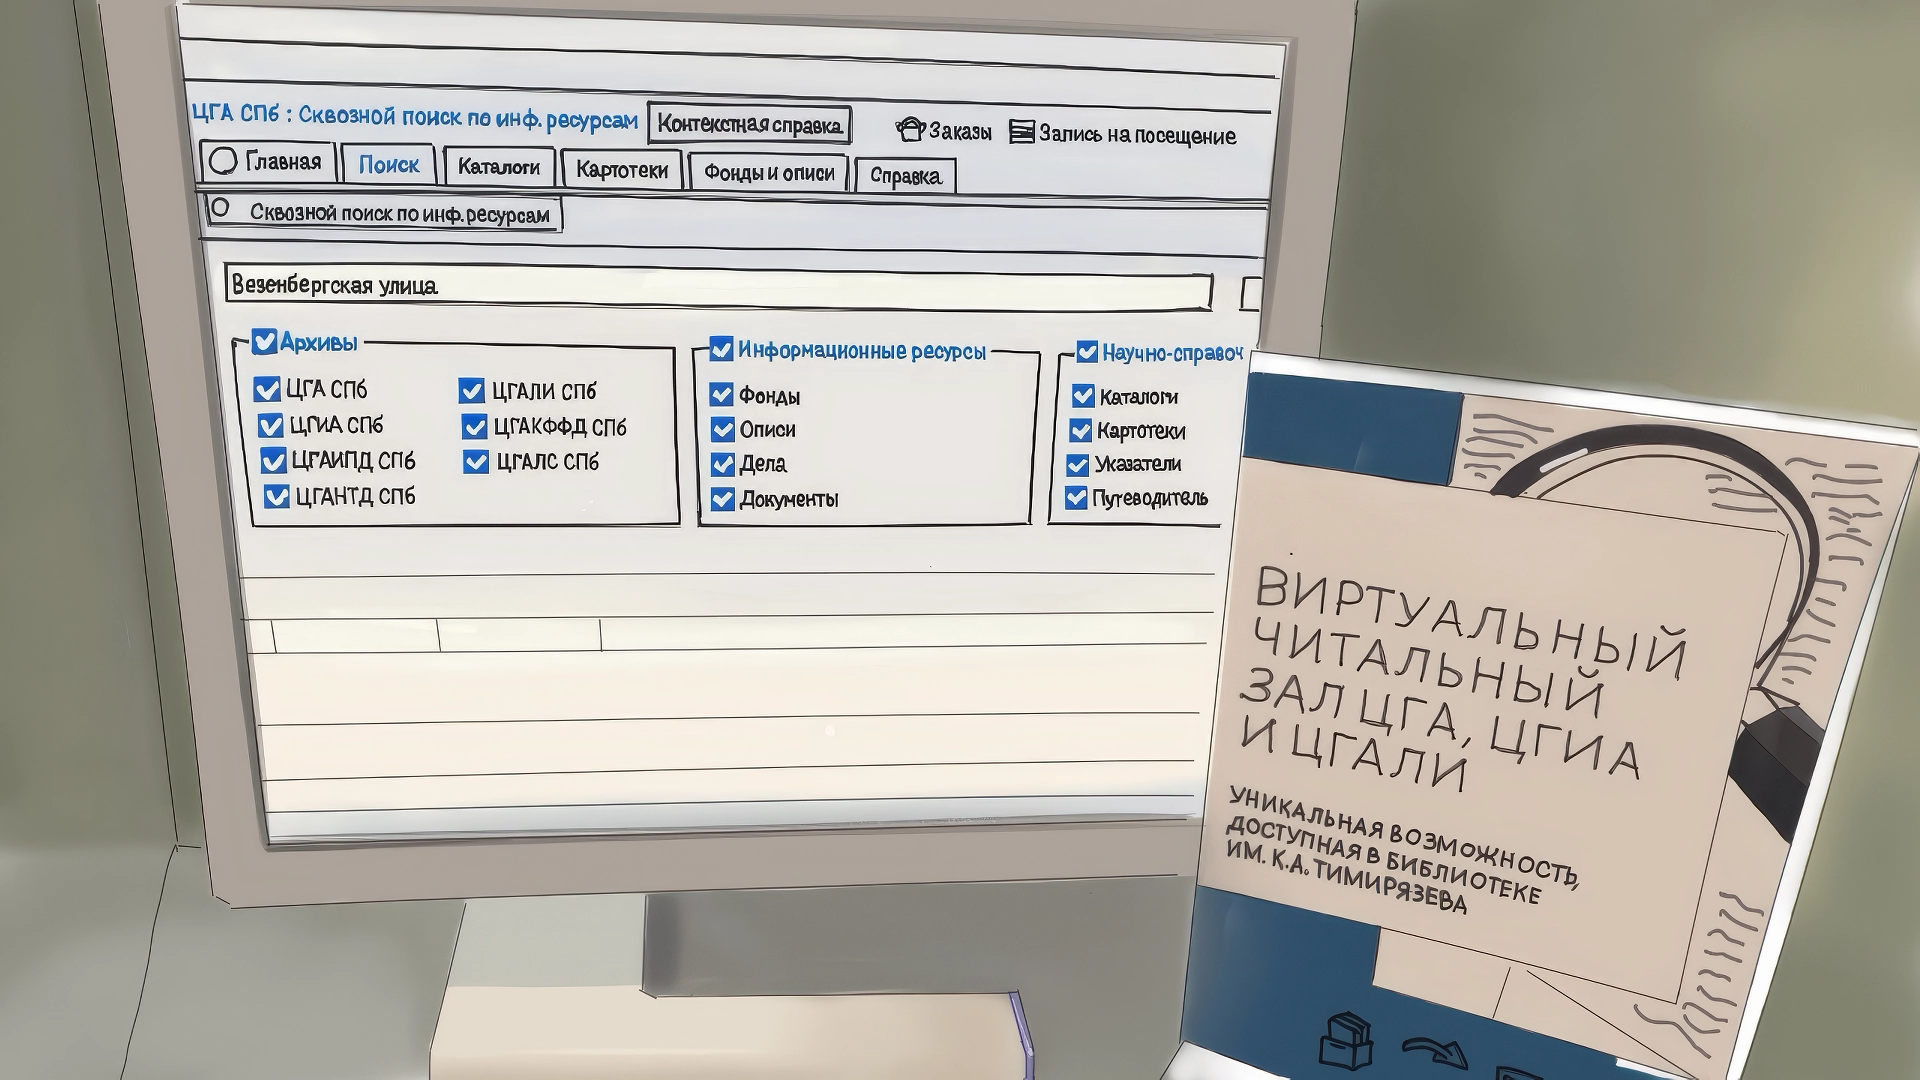 ЦГА СПб : Сквозной поиск по инф. ресурсам
Контекстная справка
Заказы
Запись на посещение
Главная
Поиск
Каталоги
Картотеки
Фонды и описи
Справка
Сквозной поиск по инф. ресурсам
Везенбергская улица
Архивы
ЦГА СПб
ЦГИА СПб
ЦГАИПД СПб
ЦГАНТД СПб
ЦГАЛИ СПб
ЦГАКФФД СПб
ЦГАЛС СПб
Информационные ресурсы
Фонды
Описи
Дела
Документы
Научно-справоч
Каталоги
Картотеки
Указатели
Путеводитель
ВИРТУАЛЬНЫЙ
ЧИТАЛЬНЫЙ
ЗАЛ ЦГА, ЦГИА
И ЦГАЛИ
УНИКАЛЬНАЯ ВОЗМОЖНОСТЬ,
ДОСТУПНАЯ В БИБЛИОТЕКЕ
ИМ. К.А. ТИМИРЯЗЕВА